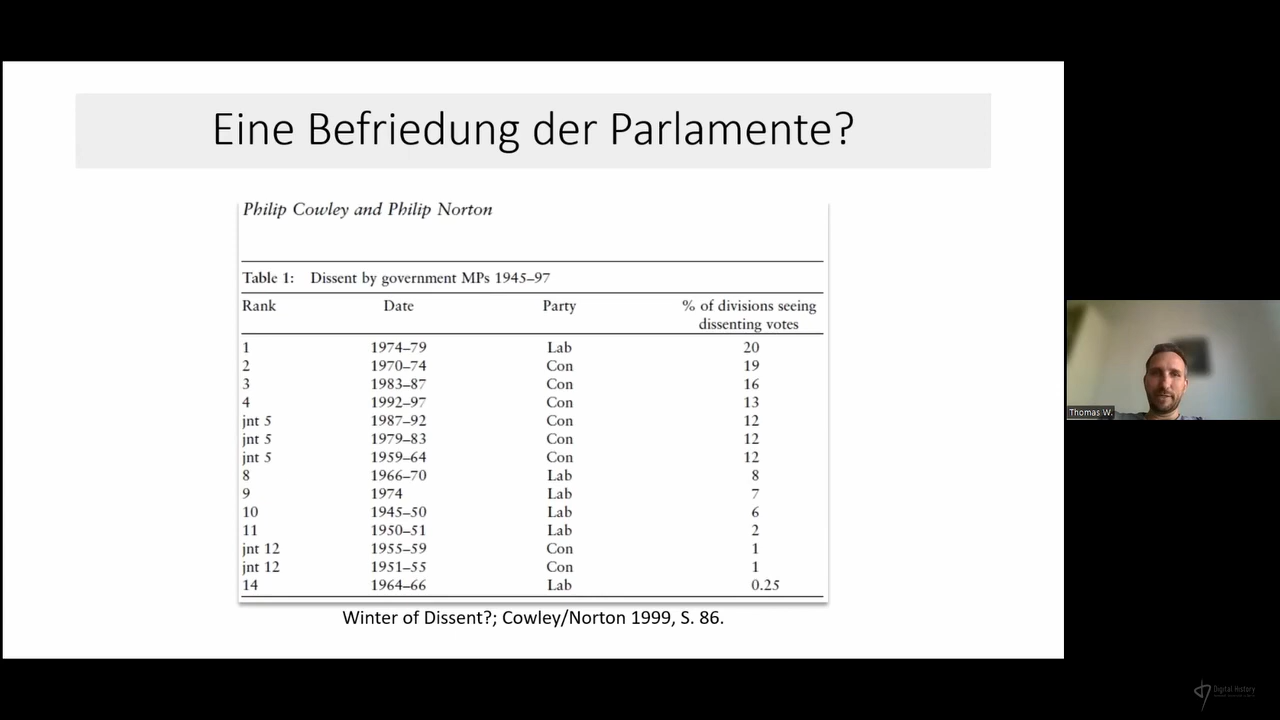 Eine Befriedung der Parlamente?
Philip Cowley and Philip Norton
Table 1: Dissent by government MPs 1945–97
Rank Date Party % of divisions seeing
dissenting votes
1 1974–79 Lab 20
2 1970–74 Con 19
3 1983–87 Con 16
4 1992–97 Con 13
jnt 5 1987–92 Con 12
jnt 5 1979–83 Con 12
jnt 5 1959–64 Con 12
8 1966–70 Lab 8
9 1974 Lab 7
10 1945–50 Lab 6
11 1950–51 Lab 2
jnt 12 1955–59 Con 1
jnt 12 1951–55 Con 1
14 1964–66 Lab 0.25
Winter of Dissent?; Cowley/Norton 1999, S. 86.
Thomas W.
Digital History